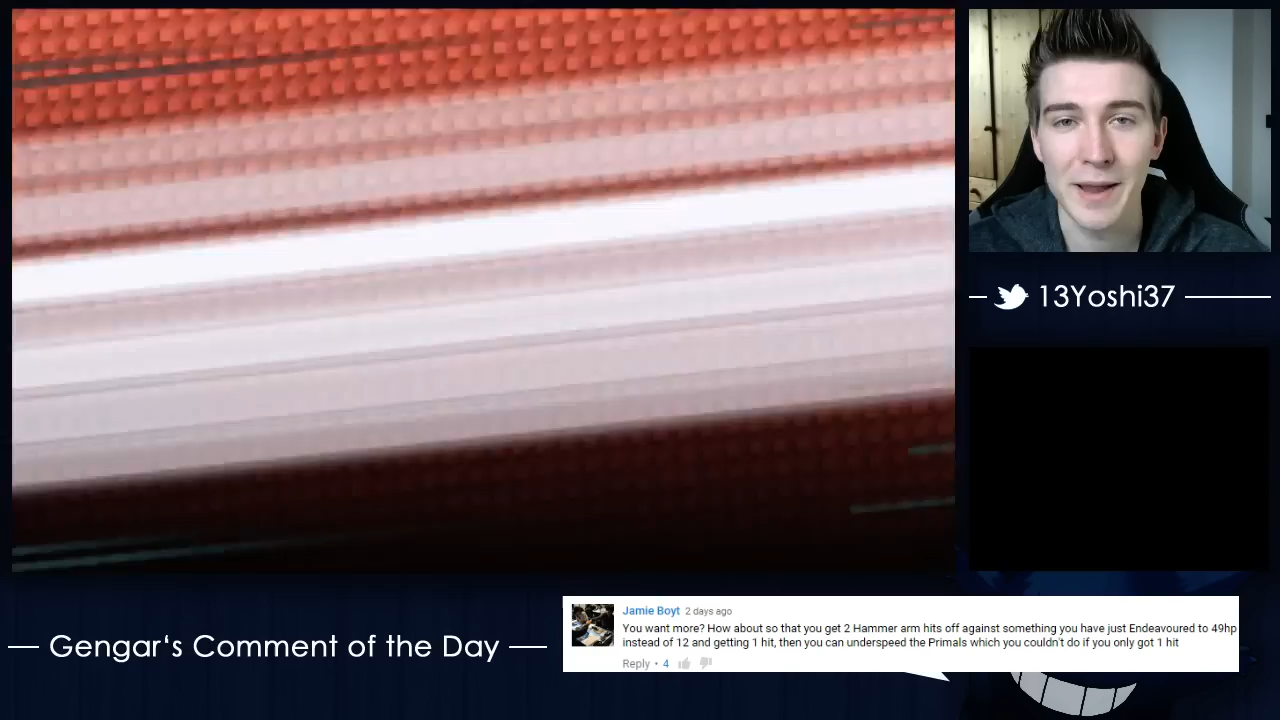 13Yoshi37
Gengar's Comment of the Day
Jamie Boyt 2 days ago
You want more? How about so that you get 2 Hammer arm hits off against something you have just Endeavoured to 49hp
instead of 12 and getting 1 hit, then you can underspeed the Primals which you couldn't do if you only got 1 hit
Reply • 4